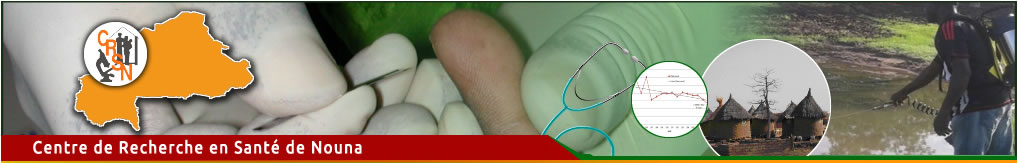 CRSN
Centre de Recherche en Santé de Nouna